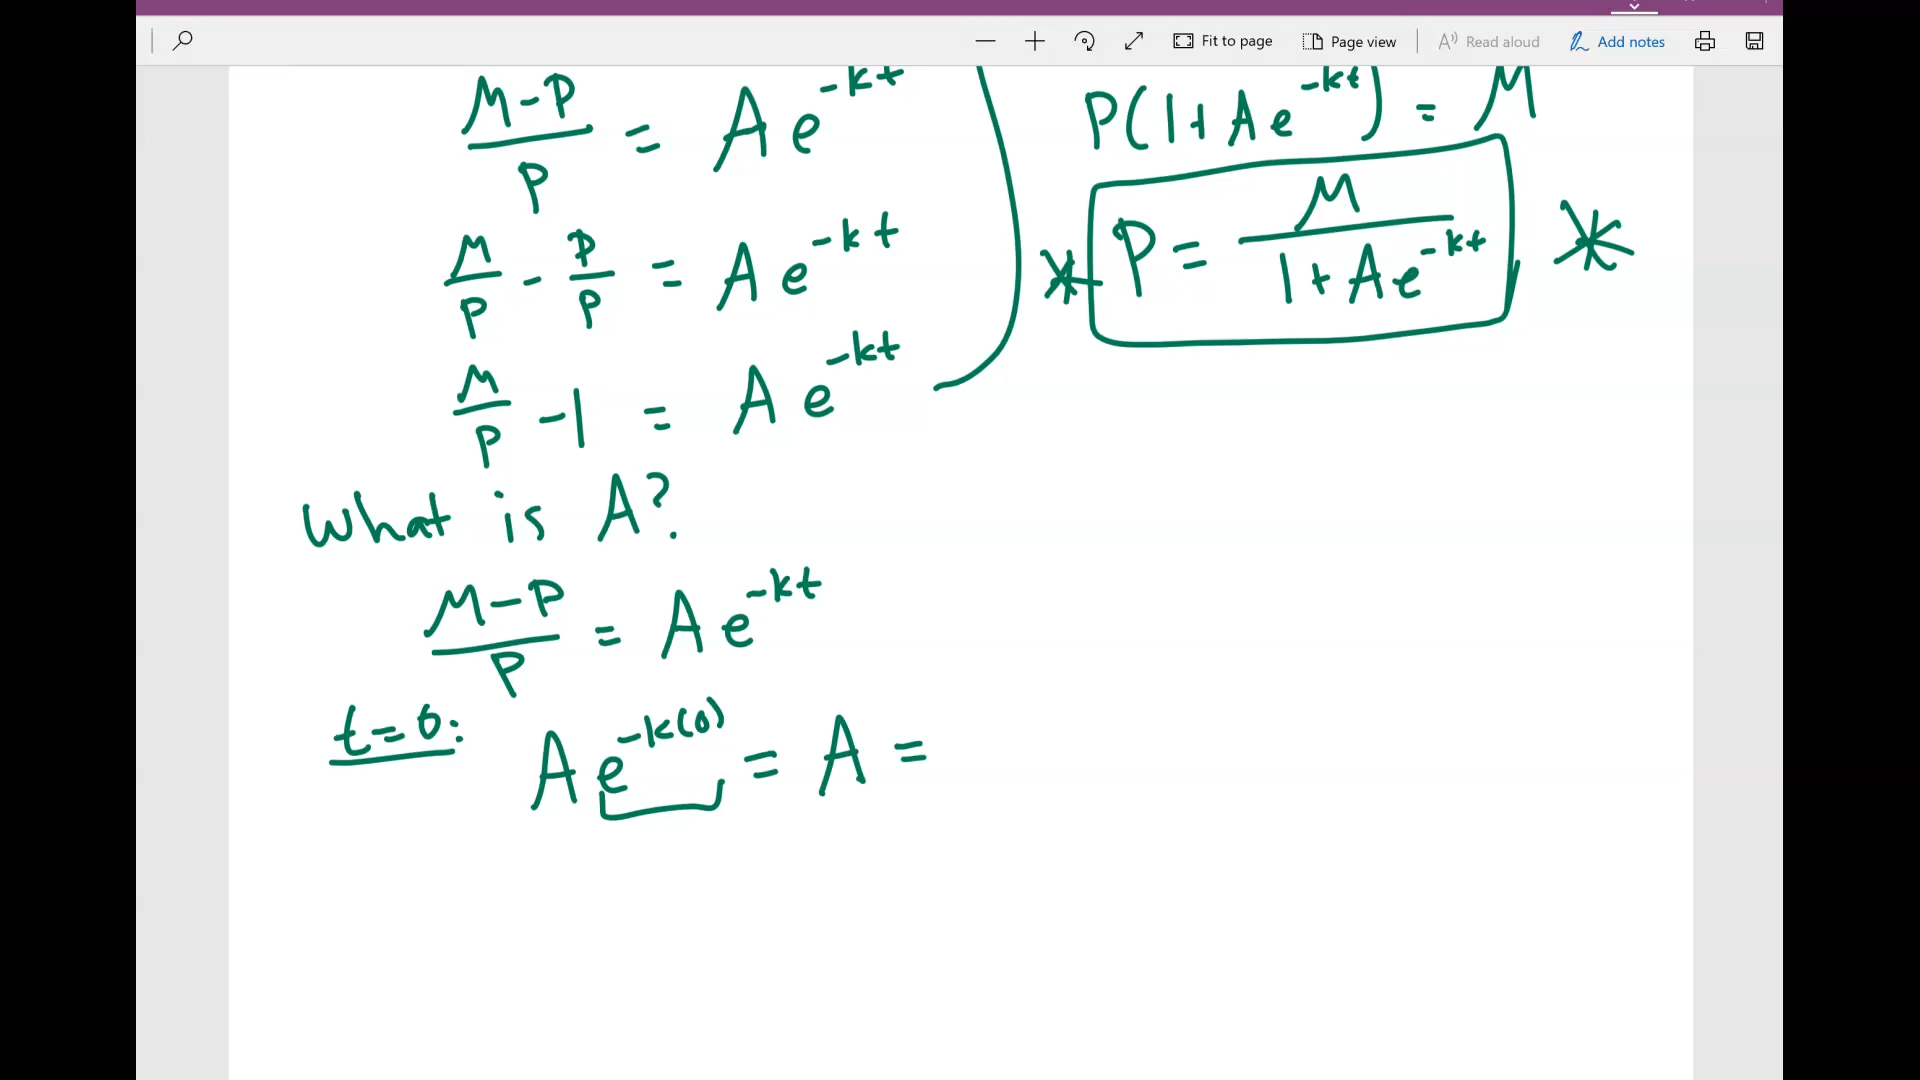 Fit to page Page view Read aloud Add notes
M-P/P = Ae^-kt
M/P - P/P = Ae^-kt
M/P - 1 = Ae^-kt
P(1+Ae^-kt) = M
* P = M/1+Ae^-kt *
What is A?
M-P/P = Ae^-kt
t=0: Ae^-k(0) = A =